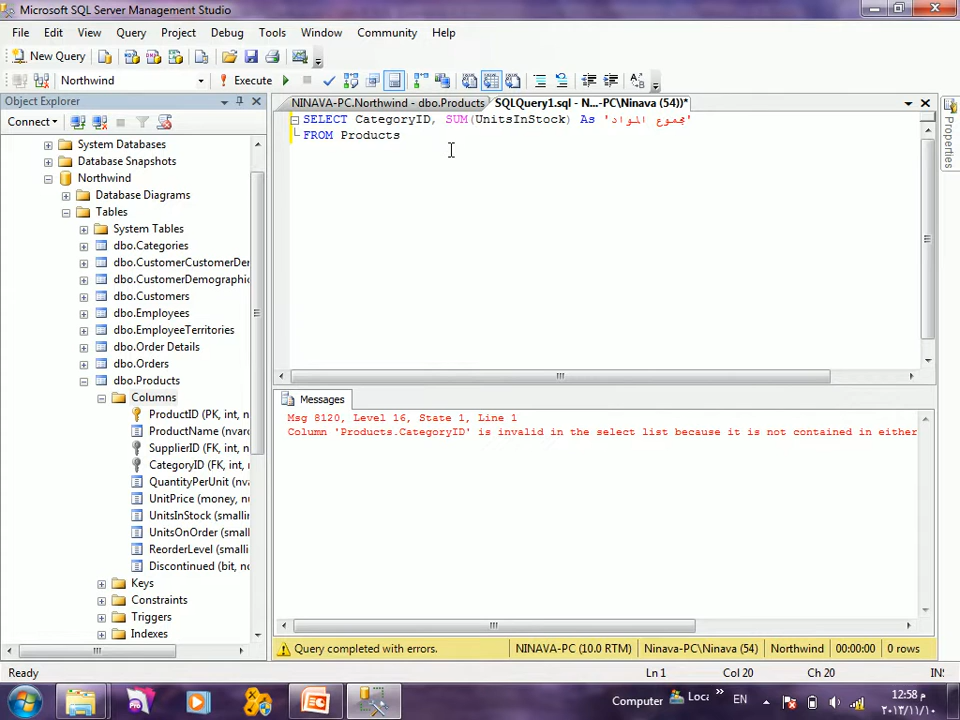 Microsoft SQL Server Management Studio
File Edit View Query Project Debug Tools Window Community Help
New Query
Northwind
Execute
Object Explorer
Connect
System Databases
Database Snapshots
Northwind
Database Diagrams
Tables
System Tables
dbo.Categories
dbo.CustomerCustomerDer
dbo.CustomerDemographic
dbo.Customers
dbo.Employees
dbo.EmployeeTerritories
dbo.Order Details
dbo.Orders
dbo.Products
Columns
ProductID (PK, int, n
ProductName (nvarc
SupplierID (FK, int, n
CategoryID (FK, int,
QuantityPerUnit (nva
UnitPrice (money, nu
UnitsInStock (smallir
UnitsOnOrder (small
ReorderLevel (smalli
Discontinued (bit, no
Keys
Constraints
Triggers
Indexes
NINAVA-PC.Northwind - dbo.Products
SQLQuery1.sql - N...-PC\Ninava (54))*
SELECT CategoryID, SUM(UnitsInStock) As 'مجموع المواد'
FROM Products
Properties
Messages
Msg 8120, Level 16, State 1, Line 1
Column 'Products.CategoryID' is invalid in the select list because it is not contained in either
Query completed with errors.
NINAVA-PC (10.0 RTM)
Ninava-PC\Ninava (54)
Northwind
00:00:00
0 rows
Ready
Ln 1
Col 20
Ch 20
INS
Computer
Loca
EN
12:58 م
٢٠١٣/١١/١٠